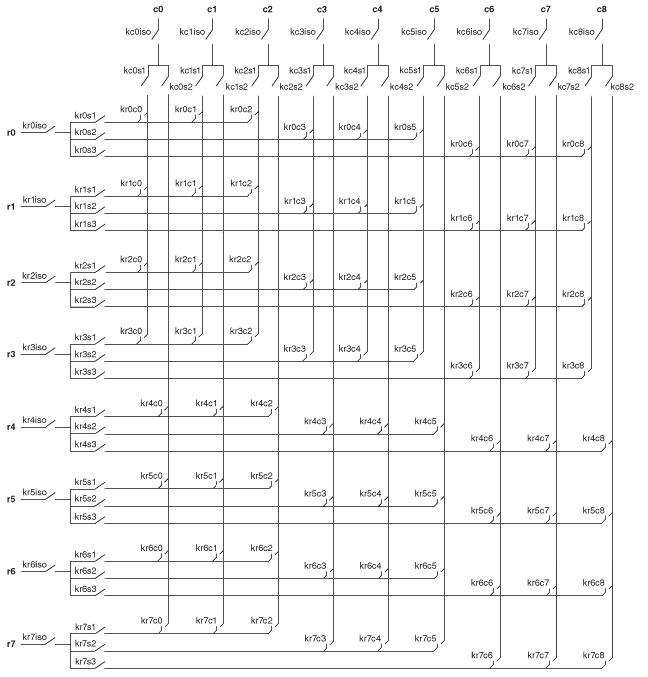 c0 c1 c2 c3 c4 c5 c6 c7 c8
kc0iso kc1iso kc2iso kc3iso kc4iso kc5iso kc6iso kc7iso kc8iso
kc0s1 kc1s1 kc2s1 kc3s1 kc4s1 kc5s1 kc6s1 kc7s1 kc8s1
kc0s2 kc1s2 kc2s2 kc3s2 kc4s2 kc5s2 kc6s2 kc7s2 kc8s2
kr0s1 kr0c0 kr0c1 kr0c2
r0 kr0iso kr0s2 kr0c3 kr0c4 kr0s5
kr0s3 kr0c6 kr0c7 kr0c8
kr1s1 kr1c0 kr1c1 kr1c2
r1 kr1iso kr1s2 kr1c3 kr1c4 kr1c5
kr1s3 kr1c6 kr1c7 kr1c8
kr2s1 kr2c0 kr2c1 kr2c2
r2 kr2iso kr2s2 kr2c3 kr2c4 kr2c5
kr2s3 kr2c6 kr2c7 kr2c8
kr3s1 kr3c0 kr3c1 kr3c2
r3 kr3iso kr3s2 kr3c3 kr3c4 kr3c5
kr3s3 kr3c6 kr3c7 kr3c8
kr4s1 kr4c0 kr4c1 kr4c2
r4 kr4iso kr4s2 kr4c3 kr4c4 kr4c5
kr4s3 kr4c6 kr4c7 kr4c8
kr5s1 kr5c0 kr5c1 kr5c2
r5 kr5iso kr5s2 kr5c3 kr5c4 kr5c5
kr5s3 kr5c6 kr5c7 kr5c8
kr6s1 kr6c0 kr6c1 kr6c2
r6 kr6iso kr6s2 kr6c3 kr6c4 kr6c5
kr6s3 kr6c6 kr6c7 kr6c8
kr7s1 kr7c0 kr7c1 kr7c2
r7 kr7iso kr7s2 kr7c3 kr7c4 kr7c5
kr7s3 kr7c6 kr7c7 kr7c8